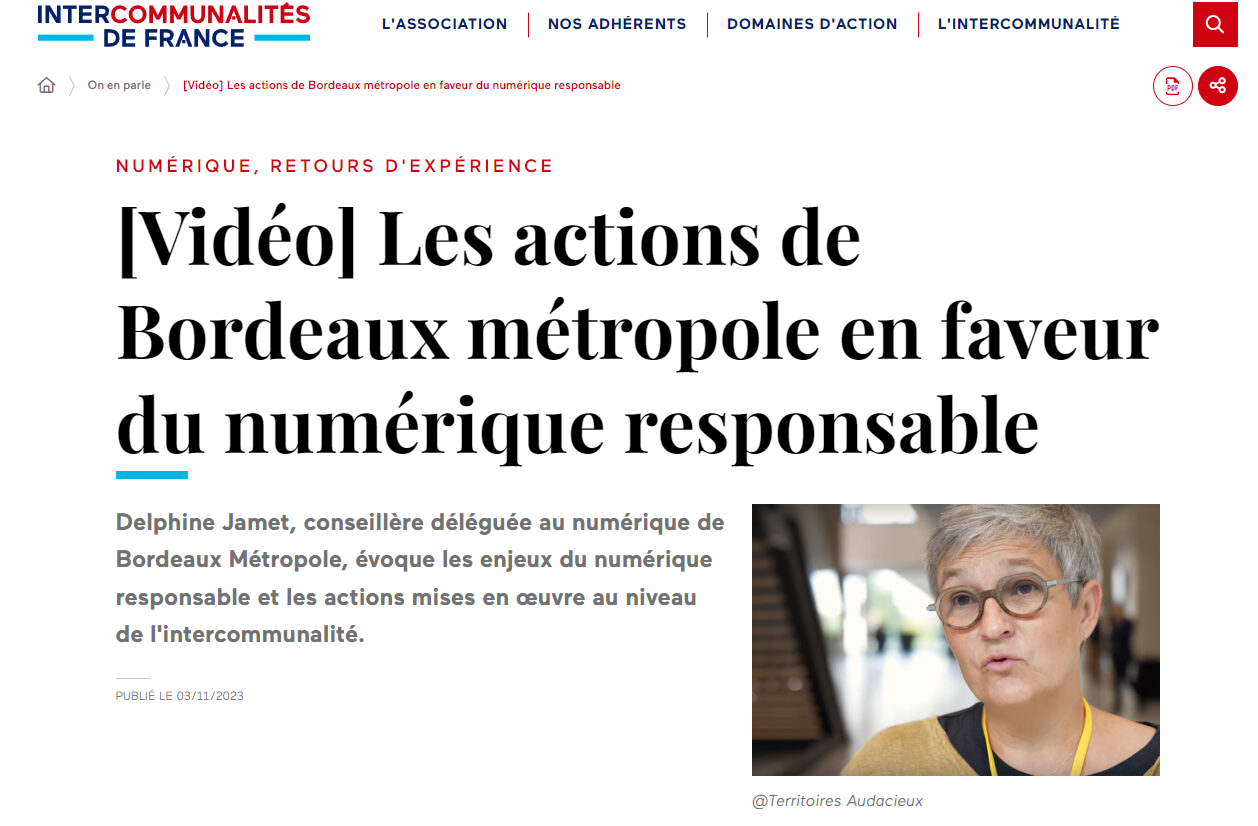 INTERCOMMUNALITÉS
DE FRANCE
L'ASSOCIATION
NOS ADHÉRENTS
DOMAINES D'ACTION
L'INTERCOMMUNALITÉ
On en parle
[Vidéo] Les actions de Bordeaux métropole en faveur du numérique responsable
PDF
NUMÉRIQUE, RETOURS D'EXPÉRIENCE
[Vidéo] Les actions de
Bordeaux métropole en faveur
du numérique responsable
Delphine Jamet, conseillère déléguée au numérique de
Bordeaux Métropole, évoque les enjeux du numérique
responsable et les actions mises en œuvre au niveau
de l'intercommunalité.
PUBLIÉ LE 03/11/2023
@Territoires Audacieux